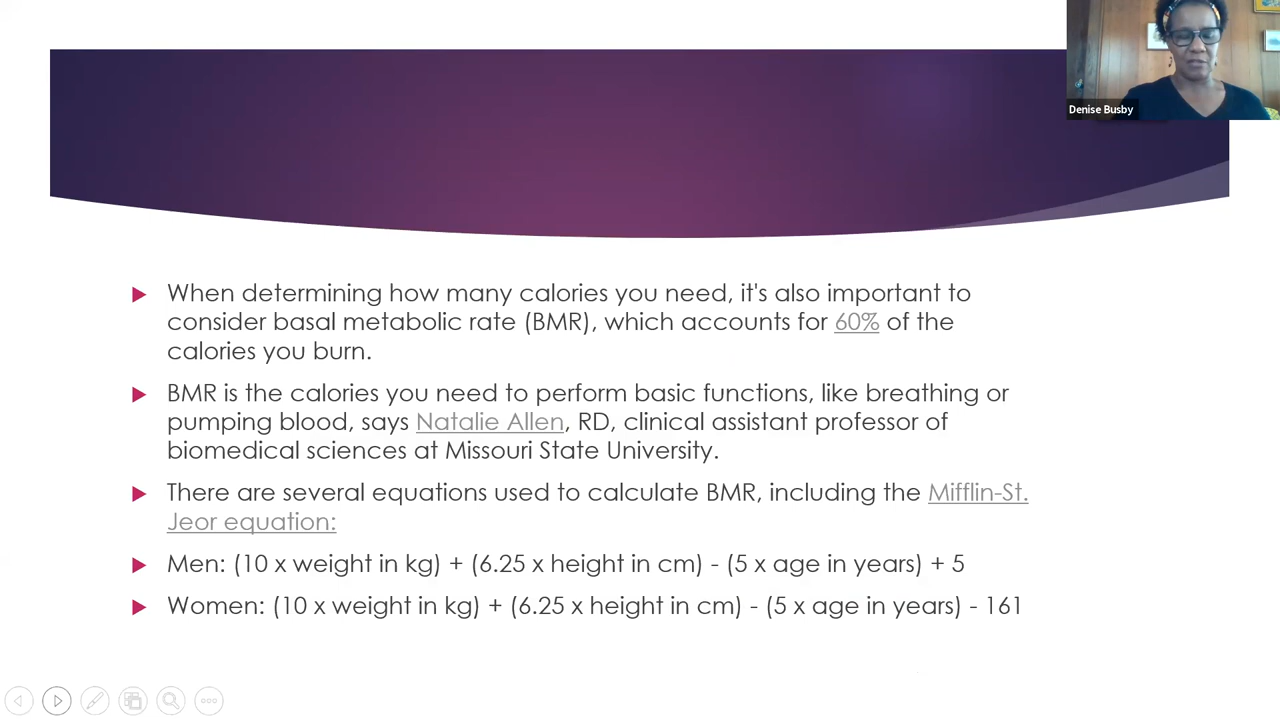 Denise Busby
When determining how many calories you need, it's also important to
consider basal metabolic rate (BMR), which accounts for 60% of the
calories you burn.
BMR is the calories you need to perform basic functions, like breathing or
pumping blood, says Natalie Allen, RD, clinical assistant professor of
biomedical sciences at Missouri State University.
There are several equations used to calculate BMR, including the Mifflin-St.
Jeor equation:
Men: (10 x weight in kg) + (6.25 x height in cm) - (5 x age in years) + 5
Women: (10 x weight in kg) + (6.25 x height in cm) - (5 x age in years) - 161